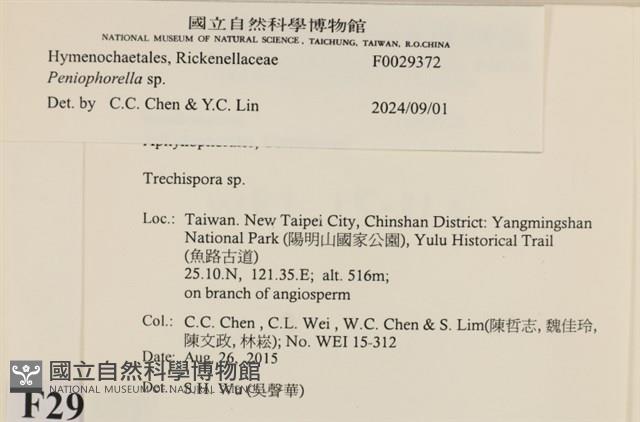 國立自然科學博物館
NATIONAL MUSEUM OF NATURAL SCIENCE, TAICHUNG, TAIWAN, R.O.CHINA
Hymenochaetales, Rickenellaceae F0029372
Peniophorella sp.
Det. by C.C. Chen & Y.C. Lin 2024/09/01
Trechispora sp.
Loc.: Taiwan. New Taipei City, Chinshan District: Yangmingshan
National Park (陽明山國家公園), Yulu Historical Trail
(魚路古道)
25.10.N, 121.35.E; alt. 516m;
on branch of angiosperm
Col.: C.C. Chen , C.L. Wei , W.C. Chen & S. Lim(陳哲志, 魏佳玲,
陳文政, 林崧); No. WEI 15-312
Date: Aug. 26, 2015
Det. S.H. Wu (吳聲華)
國立自然科學博物館
NATIONAL MUSEUM OF NATURAL SCIENCE
F29